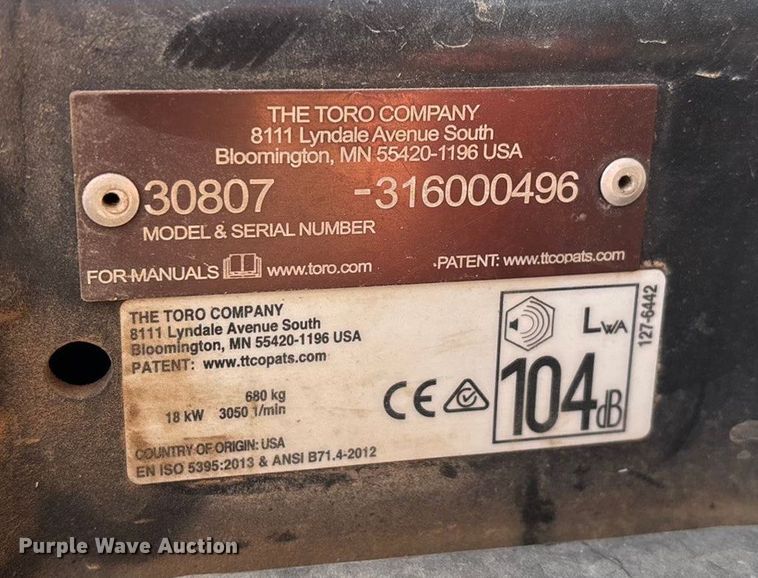 THE TORO COMPANY
8111 Lyndale Avenue South
Bloomington, MN 55420-1196 USA
30807 -316000496
MODEL & SERIAL NUMBER
FOR MANUALS www.toro.com
PATENT: www.ttcopats.com
THE TORO COMPANY
8111 Lyndale Avenue South
Bloomington, MN 55420-1196 USA
PATENT: www.ttcopats.com
680 kg
18 kW 3050 1/min
COUNTRY OF ORIGIN: USA
EN ISO 5395:2013 & ANSI B71.4-2012
CE
LWA
104 dB
127-6442
Purple Wave Auction